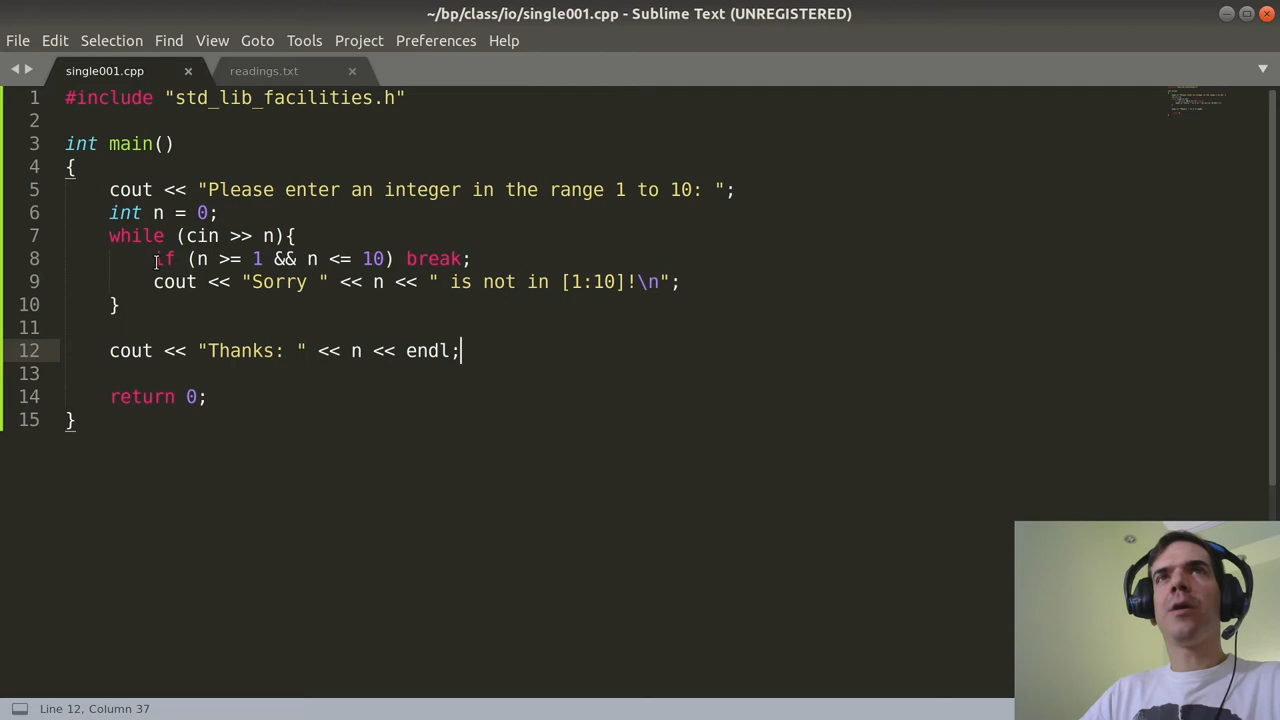 ~/bp/class/io/single001.cpp - Sublime Text (UNREGISTERED)
File Edit Selection Find View Goto Tools Project Preferences Help
single001.cpp × readings.txt ×
1 #include "std_lib_facilities.h"
2
3 int main()
4 {
5     cout << "Please enter an integer in the range 1 to 10: ";
6     int n = 0;
7     while (cin >> n){
8         if (n >= 1 && n <= 10) break;
9         cout << "Sorry " << n << " is not in [1:10]!\n";
10     }
11
12     cout << "Thanks: " << n << endl;
13
14     return 0;
15 }
Line 12, Column 37